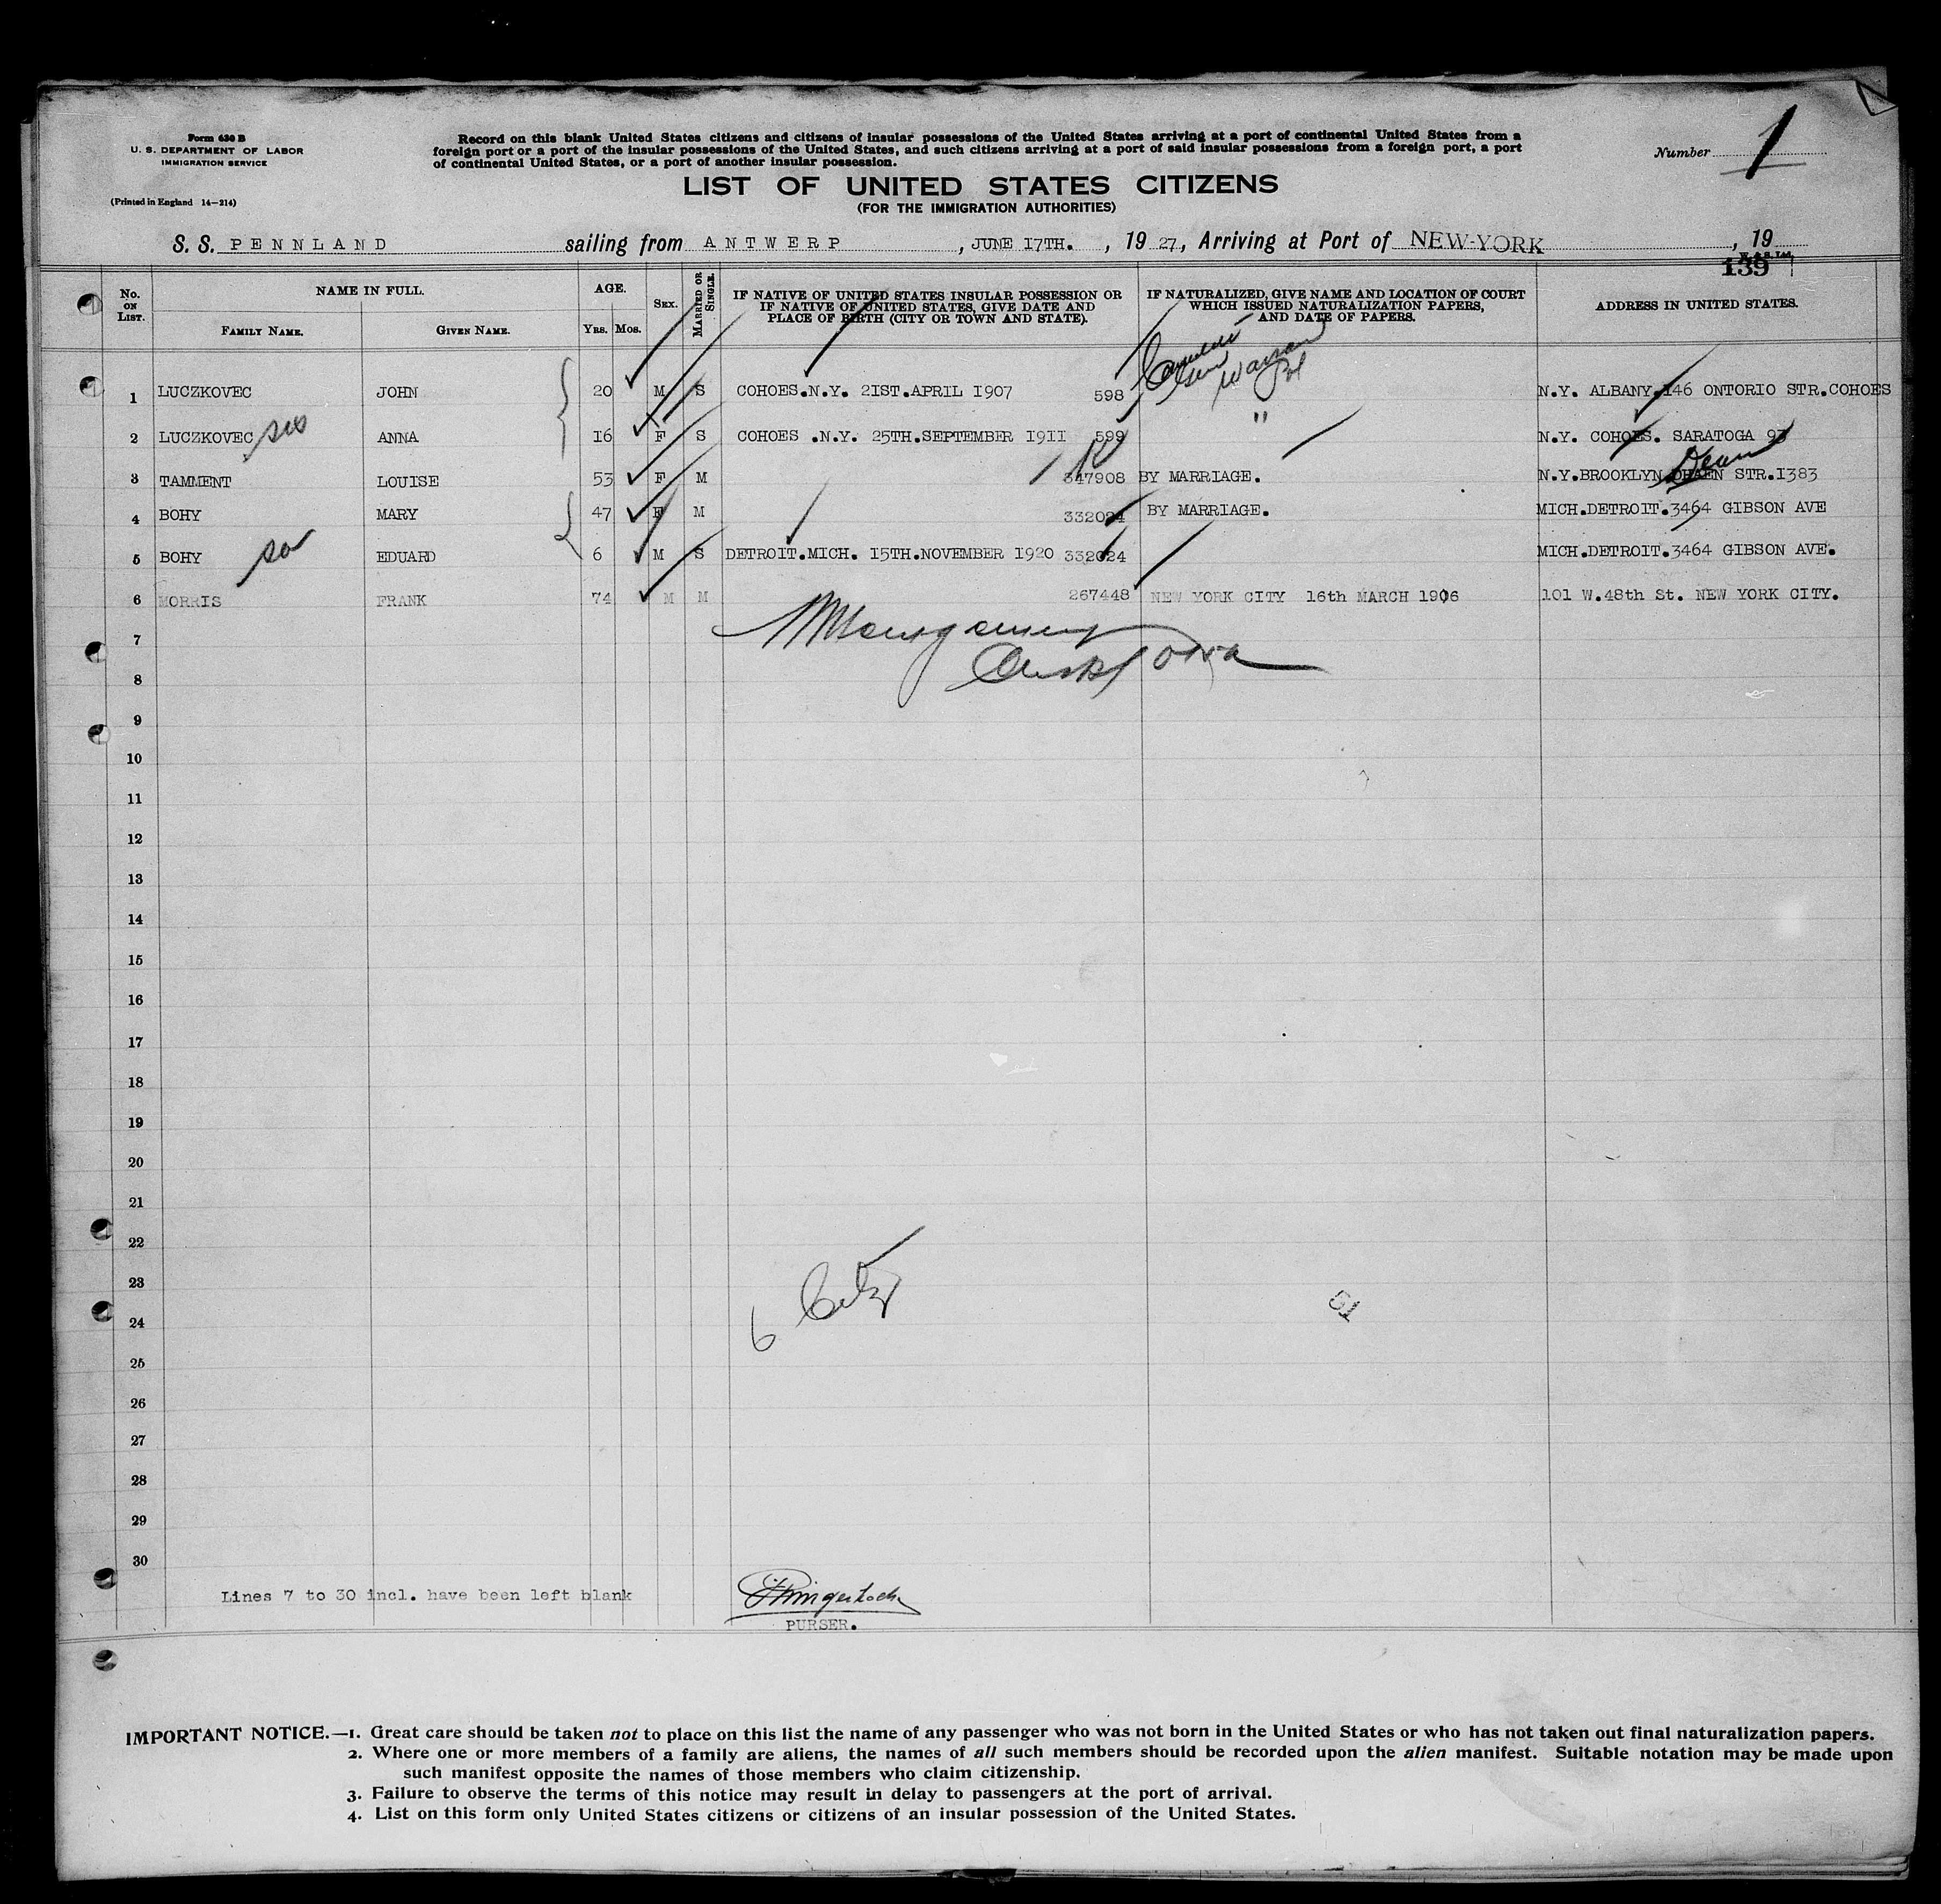 Form 630 B
U. S. DEPARTMENT OF LABOR
IMMIGRATION SERVICE
(Printed in England 14—214)
Record on this blank United States citizens and citizens of insular possessions of the United States arriving at a port of continental United States from a
foreign port or a port of the insular possessions of the United States, and such citizens arriving at a port of said insular possessions from a foreign port, a port
of continental United States, or a port of another insular possession.
Number 1
LIST OF UNITED STATES CITIZENS
(FOR THE IMMIGRATION AUTHORITIES)
S. S. PENNLAND sailing from ANTWERP, JUNE 17TH., 19 27, Arriving at Port of NEW-YORK, 19
139
No. ON LIST. NAME IN FULL. AGE. SEX. MARRIED OR SINGLE. IF NATIVE OF UNITED STATES INSULAR POSSESSION OR IF NATIVE OF UNITED STATES, GIVE DATE AND PLACE OF BIRTH (CITY OR TOWN AND STATE). IF NATURALIZED, GIVE NAME AND LOCATION OF COURT WHICH ISSUED NATURALIZATION PAPERS, AND DATE OF PAPERS. ADDRESS IN UNITED STATES.
FAMILY NAME. GIVEN NAME. YRS. MOS.
Warsaw
Pol
1 LUCZKOVEC JOHN 20 M S COHOES.N.Y. 21ST.APRIL 1907 598 N.Y. ALBANY.146 ONTORIO STR.COHOES
2 LUCZKOVEC sis ANNA 16 F S COHOES .N.Y. 25TH.SEPTEMBER 1911 599 " N.Y. COHOES. SARATOGA 93
Dean
3 TAMMENT LOUISE 53 F M 347908 BY MARRIAGE. N.Y.BROOKLYN DHAEN STR.1383
4 BOHY MARY 47 F M 332024 BY MARRIAGE. MICH.DETROIT.3464 GIBSON AVE
5 BOHY so EDUARD 6 M S DETROIT.MICH. 15TH.NOVEMBER 1920 332024 MICH.DETROIT.3464 GIBSON AVE.
6 MORRIS FRANK 74 M M 267448 NEW YORK CITY 16th MARCH 1906 101 W.48th St. NEW YORK CITY.
7
8
9
10
11
12
13
14
15
16
17
18
19
20
21
22
23
51
24 6
25
26
27
28
29
30
Lines 7 to 30 incl. have been left blank
PURSER.
IMPORTANT NOTICE.—1. Great care should be taken not to place on this list the name of any passenger who was not born in the United States or who has not taken out final naturalization papers.
2. Where one or more members of a family are aliens, the names of all such members should be recorded upon the alien manifest. Suitable notation may be made upon
such manifest opposite the names of those members who claim citizenship.
3. Failure to observe the terms of this notice may result in delay to passengers at the port of arrival.
4. List on this form only United States citizens or citizens of an insular possession of the United States.